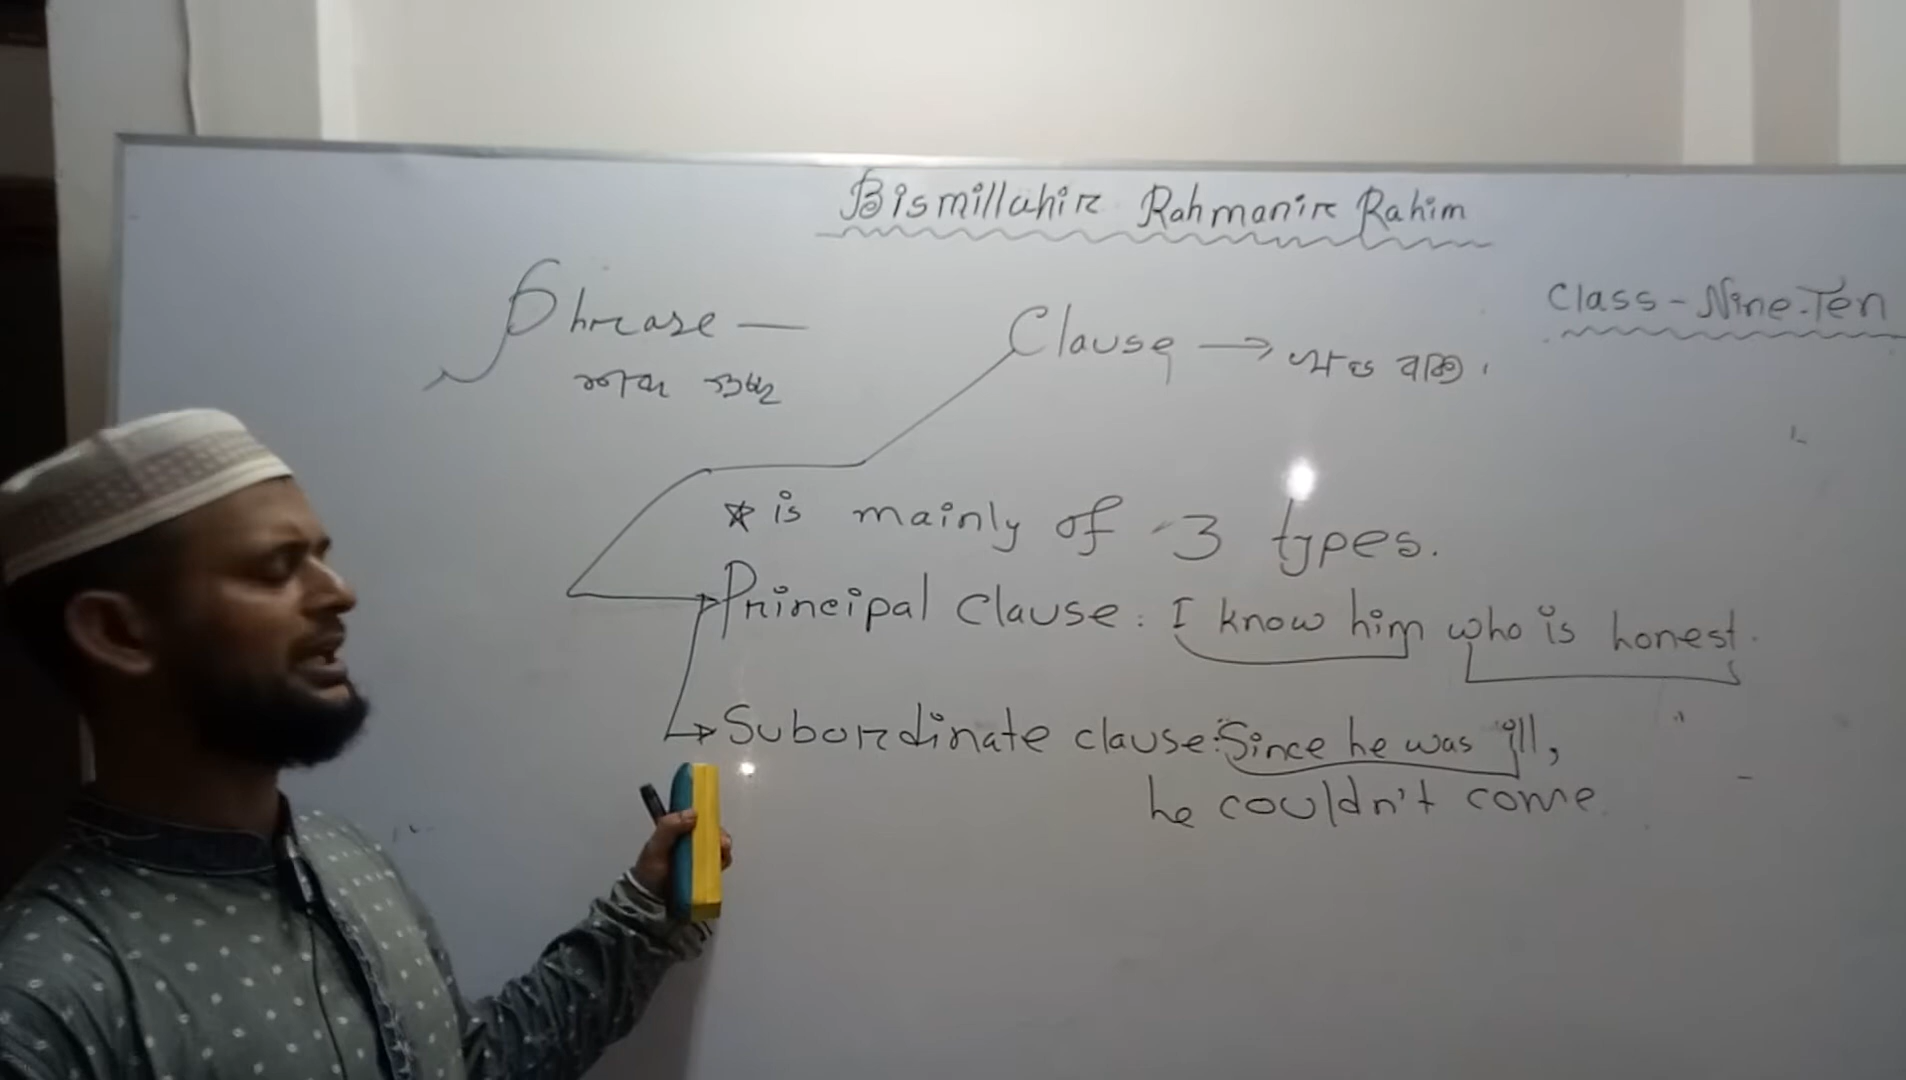 Bismillahir Rahmanir Rahim
Class-Nine-Ten
Phrase —
Clause → খণ্ড বাক্য।
* is mainly of 3 types.
Principal Clause: I know him who is honest.
Subordinate clause: Since he was ill,
he couldn't come.